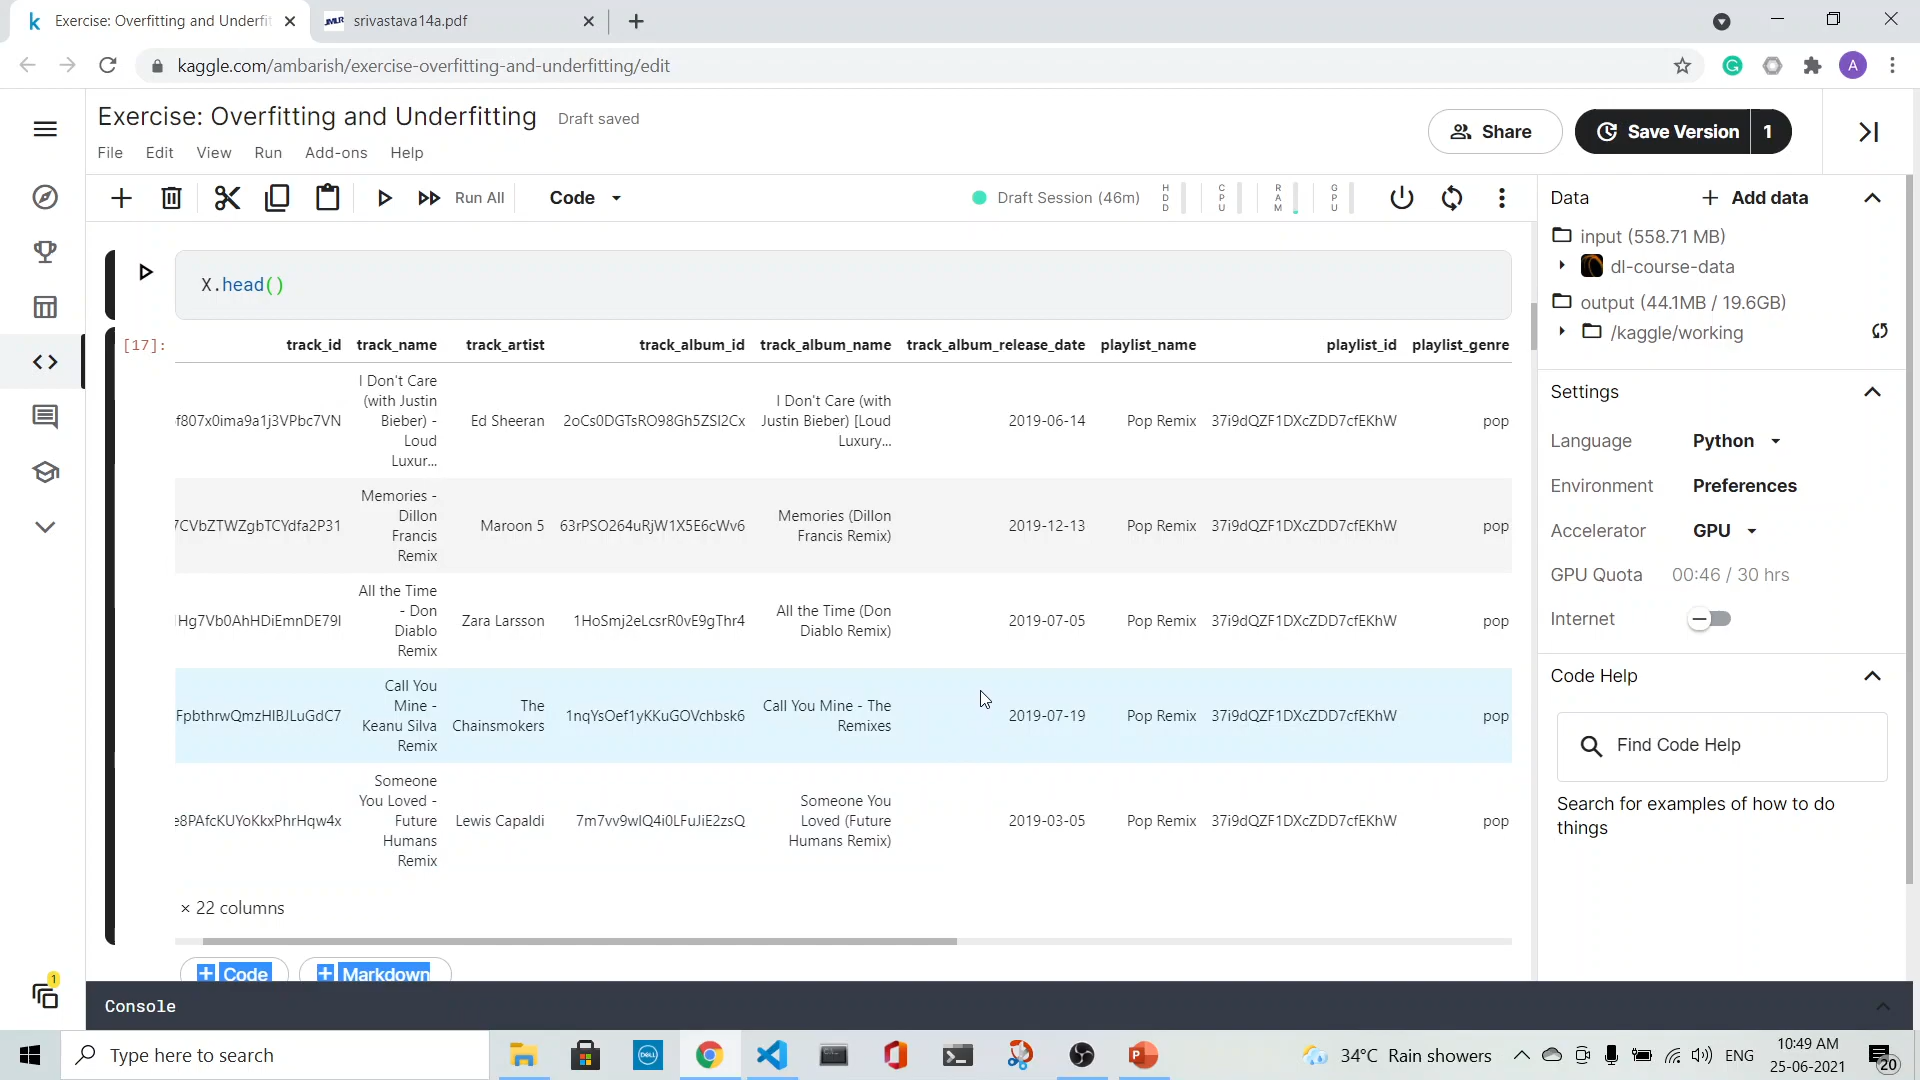 Exercise: Overfitting and Underfit
JMLR srivastava14a.pdf
kaggle.com/ambarish/exercise-overfitting-and-underfitting/edit
A
Exercise: Overfitting and Underfitting Draft saved
File Edit View Run Add-ons Help
Share
Save Version 1
Run All Code
Draft Session (46m) HDD CPU RAM GPU
X.head()
[17]:
track_id track_name track_artist track_album_id track_album_name track_album_release_date playlist_name playlist_id playlist_genre
I Don't Care
(with Justin
Bieber) -
Loud
Luxur...
f807x0ima9a1j3VPbc7VN
Ed Sheeran
2oCs0DGTsRO98Gh5ZSl2Cx
I Don't Care (with
Justin Bieber) [Loud
Luxury...
2019-06-14 Pop Remix 37i9dQZF1DXcZDD7cfEKhW pop
Memories -
Dillon
Francis
Remix
7CVbZTWZgbTCYdfa2P31
Maroon 5
63rPSO264uRjW1X5E6cWv6
Memories (Dillon
Francis Remix)
2019-12-13 Pop Remix 37i9dQZF1DXcZDD7cfEKhW pop
All the Time
- Don
Diablo
Remix
Hg7Vb0AhHDiEmnDE79l
Zara Larsson
1HoSmj2eLcsrR0vE9gThr4
All the Time (Don
Diablo Remix)
2019-07-05 Pop Remix 37i9dQZF1DXcZDD7cfEKhW pop
Call You
Mine -
Keanu Silva
Remix
FpbthrwQmzHlBJLuGdC7
The
Chainsmokers
1nqYsOef1yKKuGOVchbsk6
Call You Mine - The
Remixes
2019-07-19 Pop Remix 37i9dQZF1DXcZDD7cfEKhW pop
Someone
You Loved -
Future
Humans
Remix
e8PAfcKUYoKkxPhrHqw4x
Lewis Capaldi
7m7vv9wlQ4i0LFuJiE2zsQ
Someone You
Loved (Future
Humans Remix)
2019-03-05 Pop Remix 37i9dQZF1DXcZDD7cfEKhW pop
× 22 columns
+ Code + Markdown
Console
Data + Add data
input (558.71 MB)
dl-course-data
output (44.1MB / 19.6GB)
/kaggle/working
Settings
Language Python
Environment Preferences
Accelerator GPU
GPU Quota 00:46 / 30 hrs
Internet
Code Help
Find Code Help
Search for examples of how to do
things
1
Type here to search
DELL
34°C Rain showers
ENG
10:49 AM
25-06-2021
20